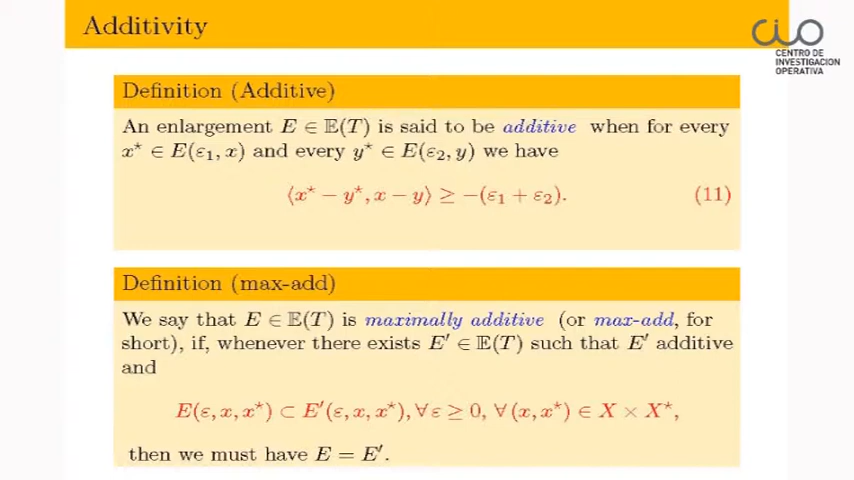 Additivity
CIO
CENTRO DE
INVESTIGACION
OPERATIVA
Definition (Additive)
An enlargement E ∈ 𝔼(T) is said to be additive when for every
x⋆ ∈ E(ε₁, x) and every y⋆ ∈ E(ε₂, y) we have
⟨x⋆ − y⋆, x − y⟩ ≥ −(ε₁ + ε₂). (11)
Definition (max-add)
We say that E ∈ 𝔼(T) is maximally additive (or max-add, for
short), if, whenever there exists E′ ∈ 𝔼(T) such that E′ additive
and
E(ε, x, x⋆) ⊂ E′(ε, x, x⋆), ∀ ε ≥ 0, ∀ (x, x⋆) ∈ X × X⋆,
then we must have E = E′.